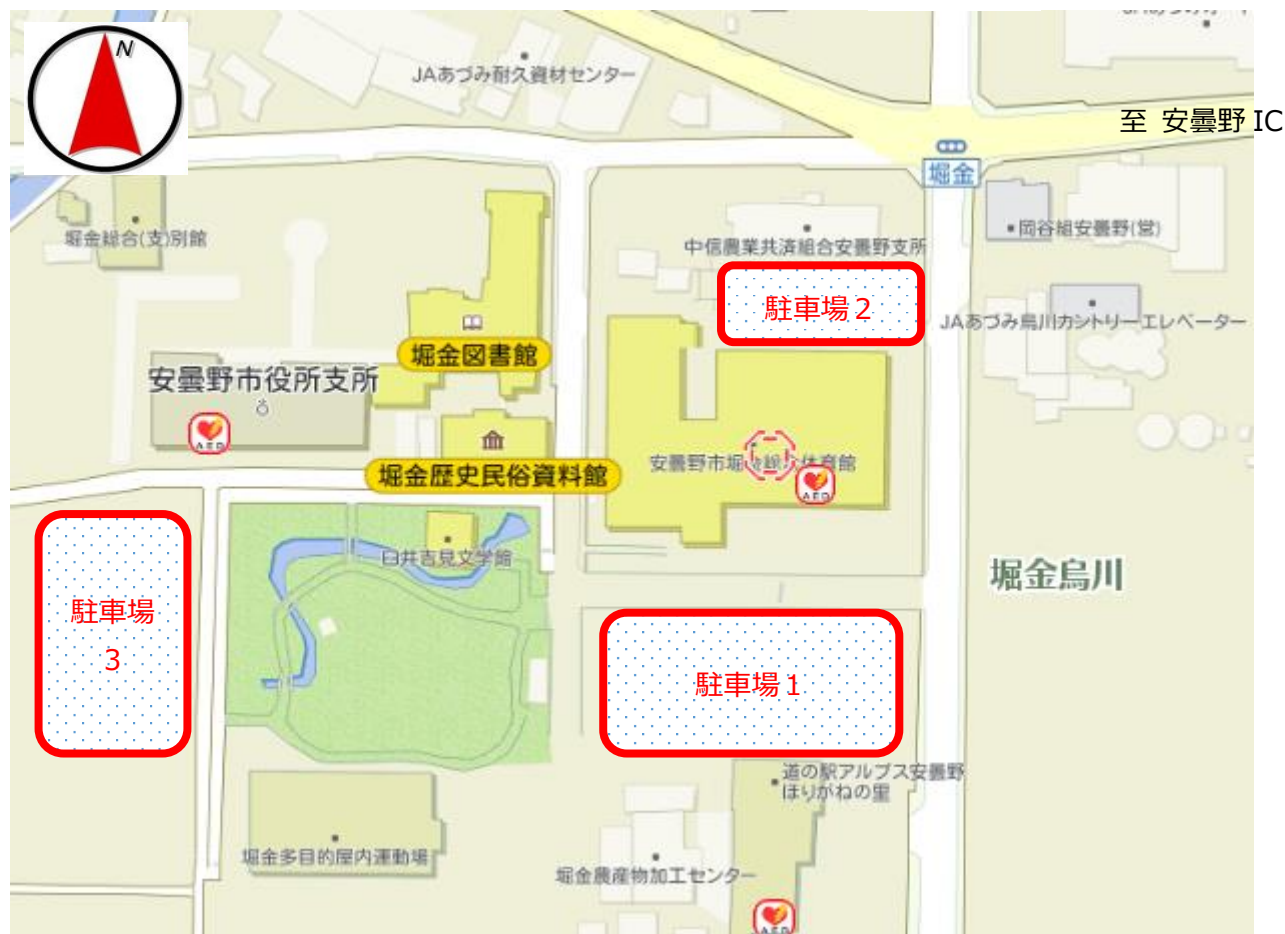 N
JAあづみ耐久資材センター
至 安曇野 IC
堀金
堀金総合(支)別館
中信農業共済組合安曇野支所
岡谷組安曇野(営)
駐車場２
JAあづみ烏川カントリーエレベーター
堀金図書館
安曇野市役所支所
AED
堀金歴史民俗資料館
安曇野市堀金総合体育館
AED
臼井吉見文学館
堀金烏川
駐車場
３
駐車場１
道の駅アルプス安曇野
ほりがねの里
堀金多目的屋内運動場
堀金農産物加工センター
AED